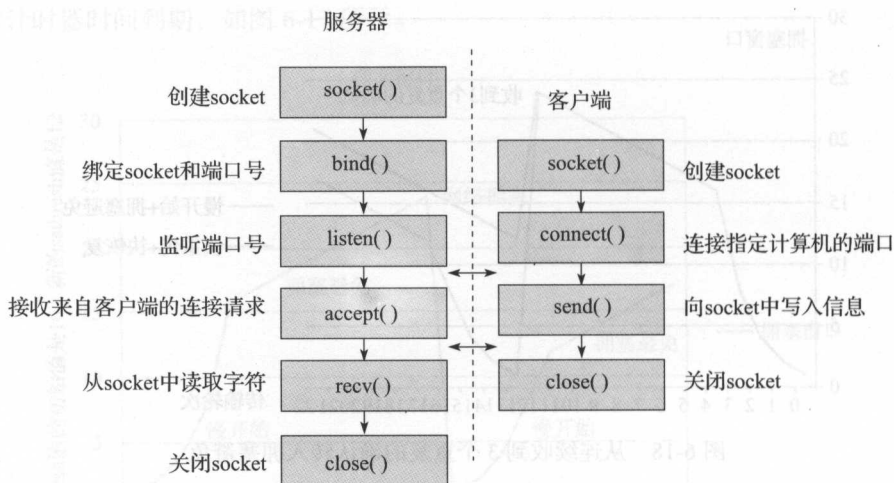 服务器
创建socket
socket( )
绑定socket和端口号
bind( )
监听端口号
listen( )
接收来自客户端的连接请求
accept( )
从socket中读取字符
recv( )
关闭socket
close( )
客户端
socket( )
创建socket
connect( )
连接指定计算机的端口
send( )
向socket中写入信息
close( )
关闭socket